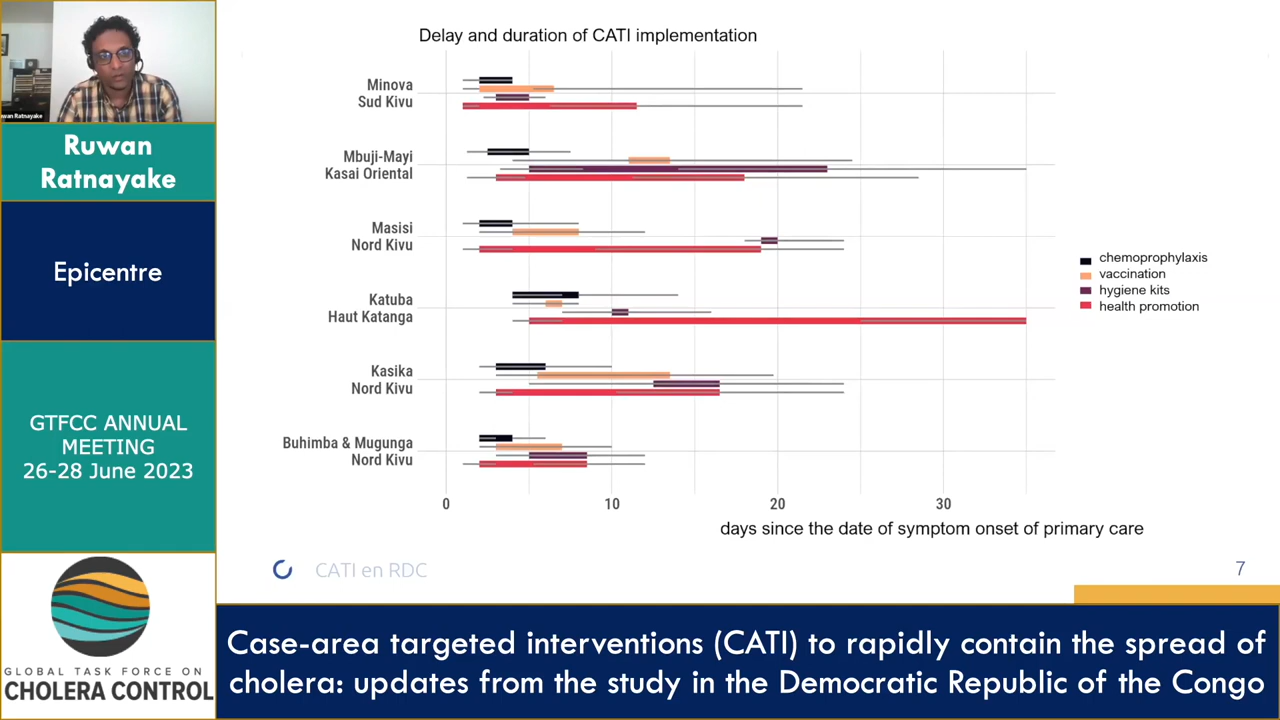 wan Ratnayake
Ruwan
Ratnayake
Epicentre
GTFCC ANNUAL
MEETING
26-28 June 2023
GLOBAL TASK FORCE ON
CHOLERA CONTROL
Delay and duration of CATI implementation
Minova
Sud Kivu
Mbuji-Mayi
Kasai Oriental
Masisi
Nord Kivu
Katuba
Haut Katanga
Kasika
Nord Kivu
Buhimba & Mugunga
Nord Kivu
0 10 20 30
days since the date of symptom onset of primary care
chemoprophylaxis
vaccination
hygiene kits
health promotion
CATI en RDC
7
Case-area targeted interventions (CATI) to rapidly contain the spread of
cholera: updates from the study in the Democratic Republic of the Congo